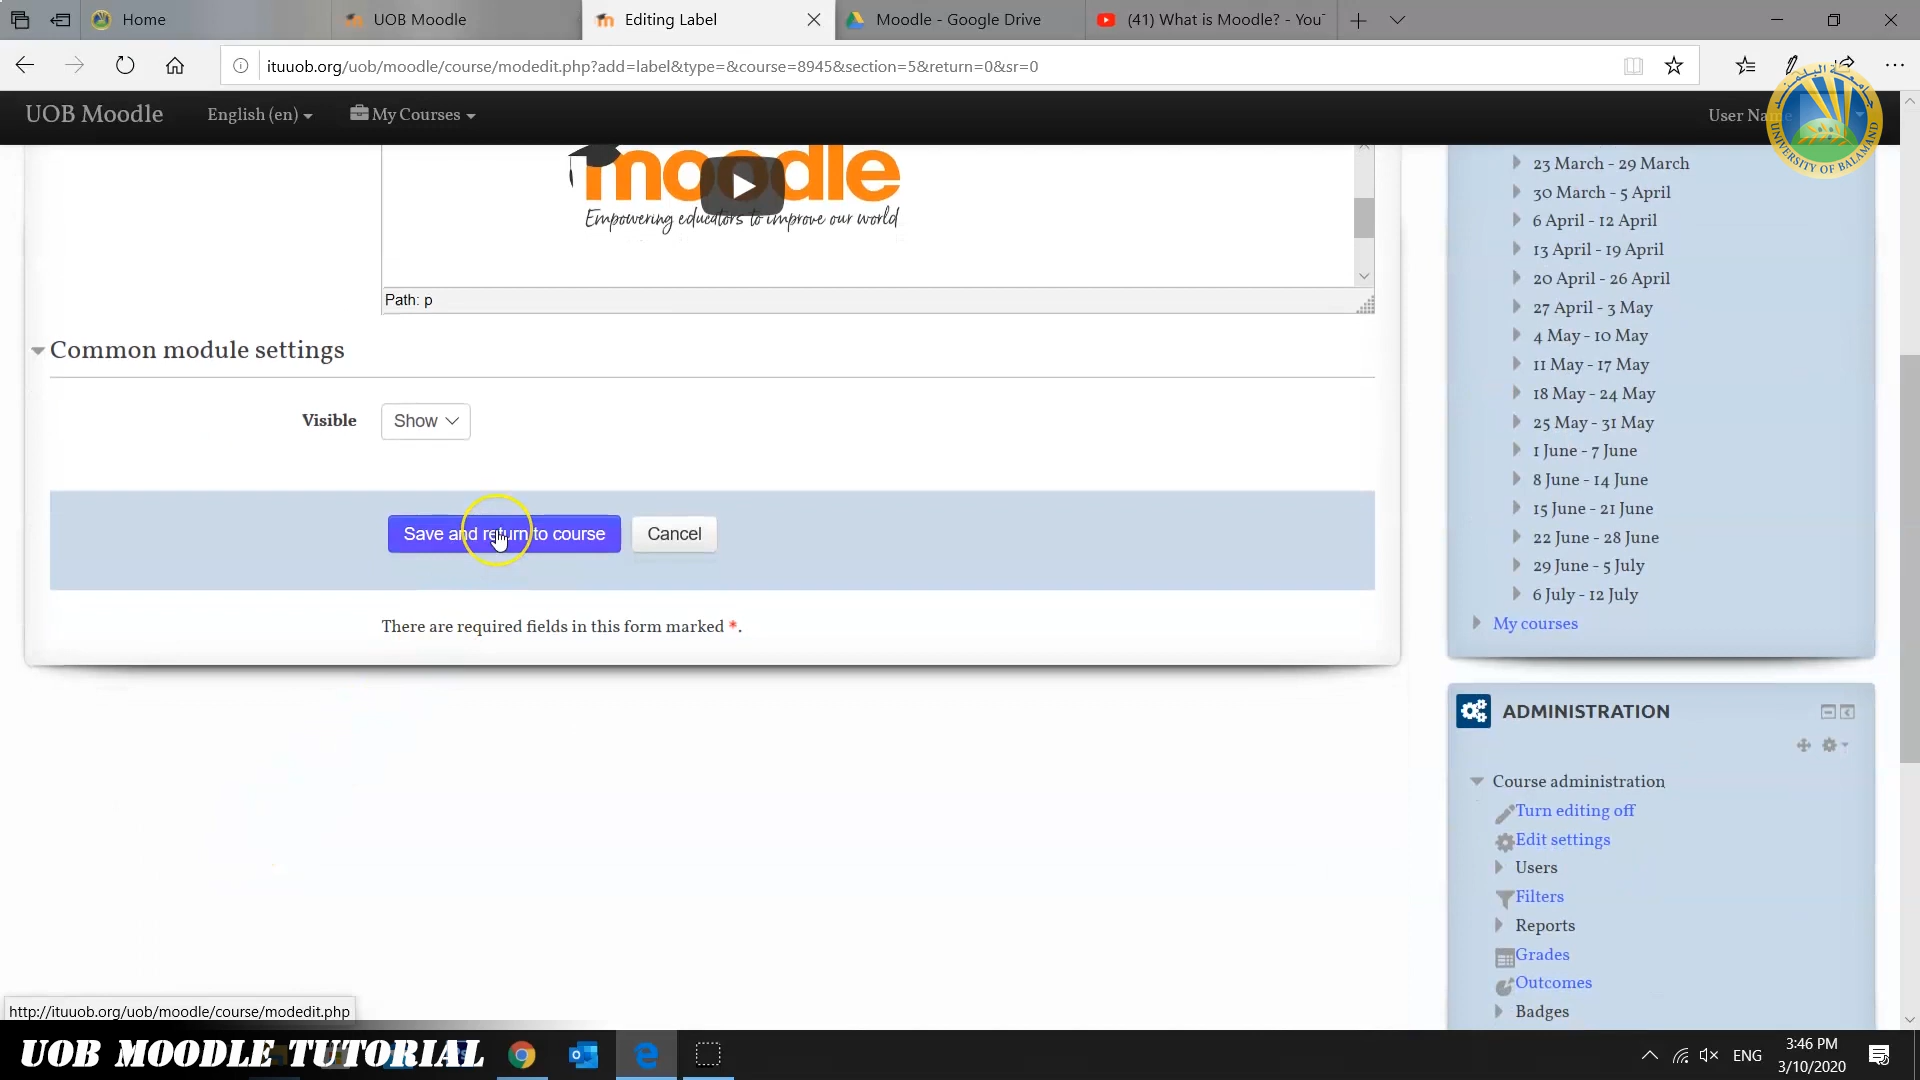 Home
UOB Moodle
Editing Label
Moodle - Google Drive
(41) What is Moodle? - You
ituuob.org/uob/moodle/course/modedit.php?add=label&type=&course=8945&section=5&return=0&sr=0
UOB Moodle
English (en)
My Courses
User
جامعة البلمند
UNIVERSITY OF BALAMAND
moodle
Empowering educators to improve our world
Path: p
Common module settings
Visible
Show
Save and return to course
Cancel
There are required fields in this form marked *.
23 March - 29 March
30 March - 5 April
6 April - 12 April
13 April - 19 April
20 April - 26 April
27 April - 3 May
4 May - 10 May
11 May - 17 May
18 May - 24 May
25 May - 31 May
1 June - 7 June
8 June - 14 June
15 June - 21 June
22 June - 28 June
29 June - 5 July
6 July - 12 July
My courses
ADMINISTRATION
Course administration
Turn editing off
Edit settings
Users
Filters
Reports
Grades
Outcomes
Badges
http://ituuob.org/uob/moodle/course/modedit.php
UOB MOODLE TUTORIAL
ENG
3:46 PM
3/10/2020